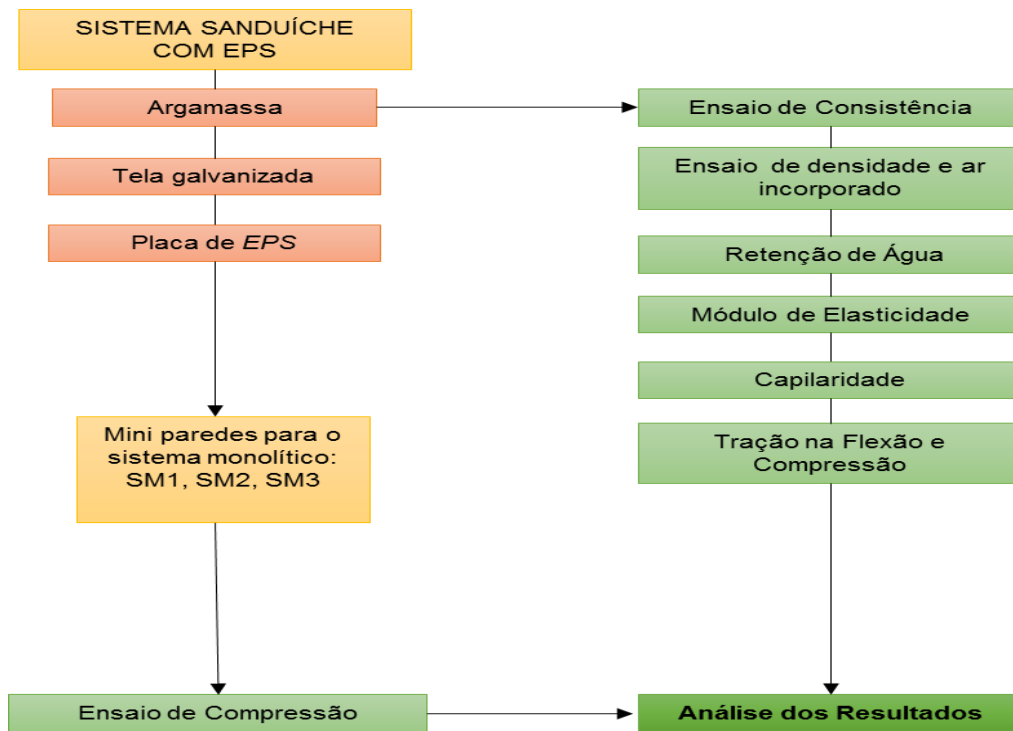 SISTEMA SANDUÍCHE
COM EPS
Argamassa
Tela galvanizada
Placa de EPS
Mini paredes para o
sistema monolítico:
SM1, SM2, SM3
Ensaio de Compressão
Ensaio de Consistência
Ensaio de densidade e ar
incorporado
Retenção de Água
Módulo de Elasticidade
Capilaridade
Tração na Flexão e
Compressão
Análise dos Resultados